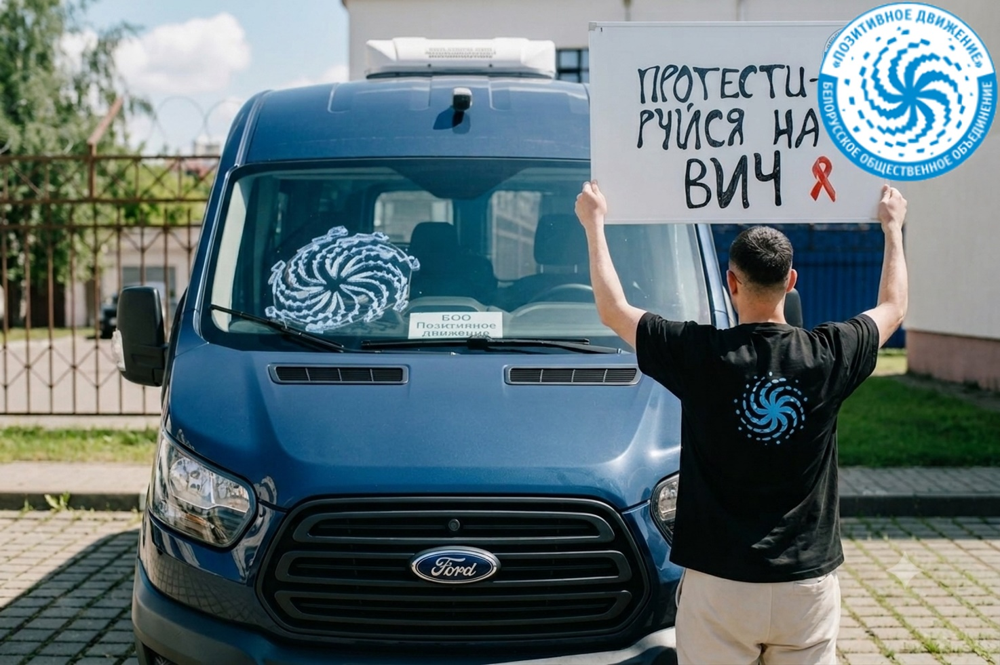 ПРОТЕСТИ-
РУЙСЯ НА
ВИЧ
«ПОЗИТИВНОЕ ДВИЖЕНИЕ»
БЕЛОРУССКОЕ ОБЩЕСТВЕННОЕ ОБЪЕДИНЕНИЕ
БОО
Позитивное
движение
Ford